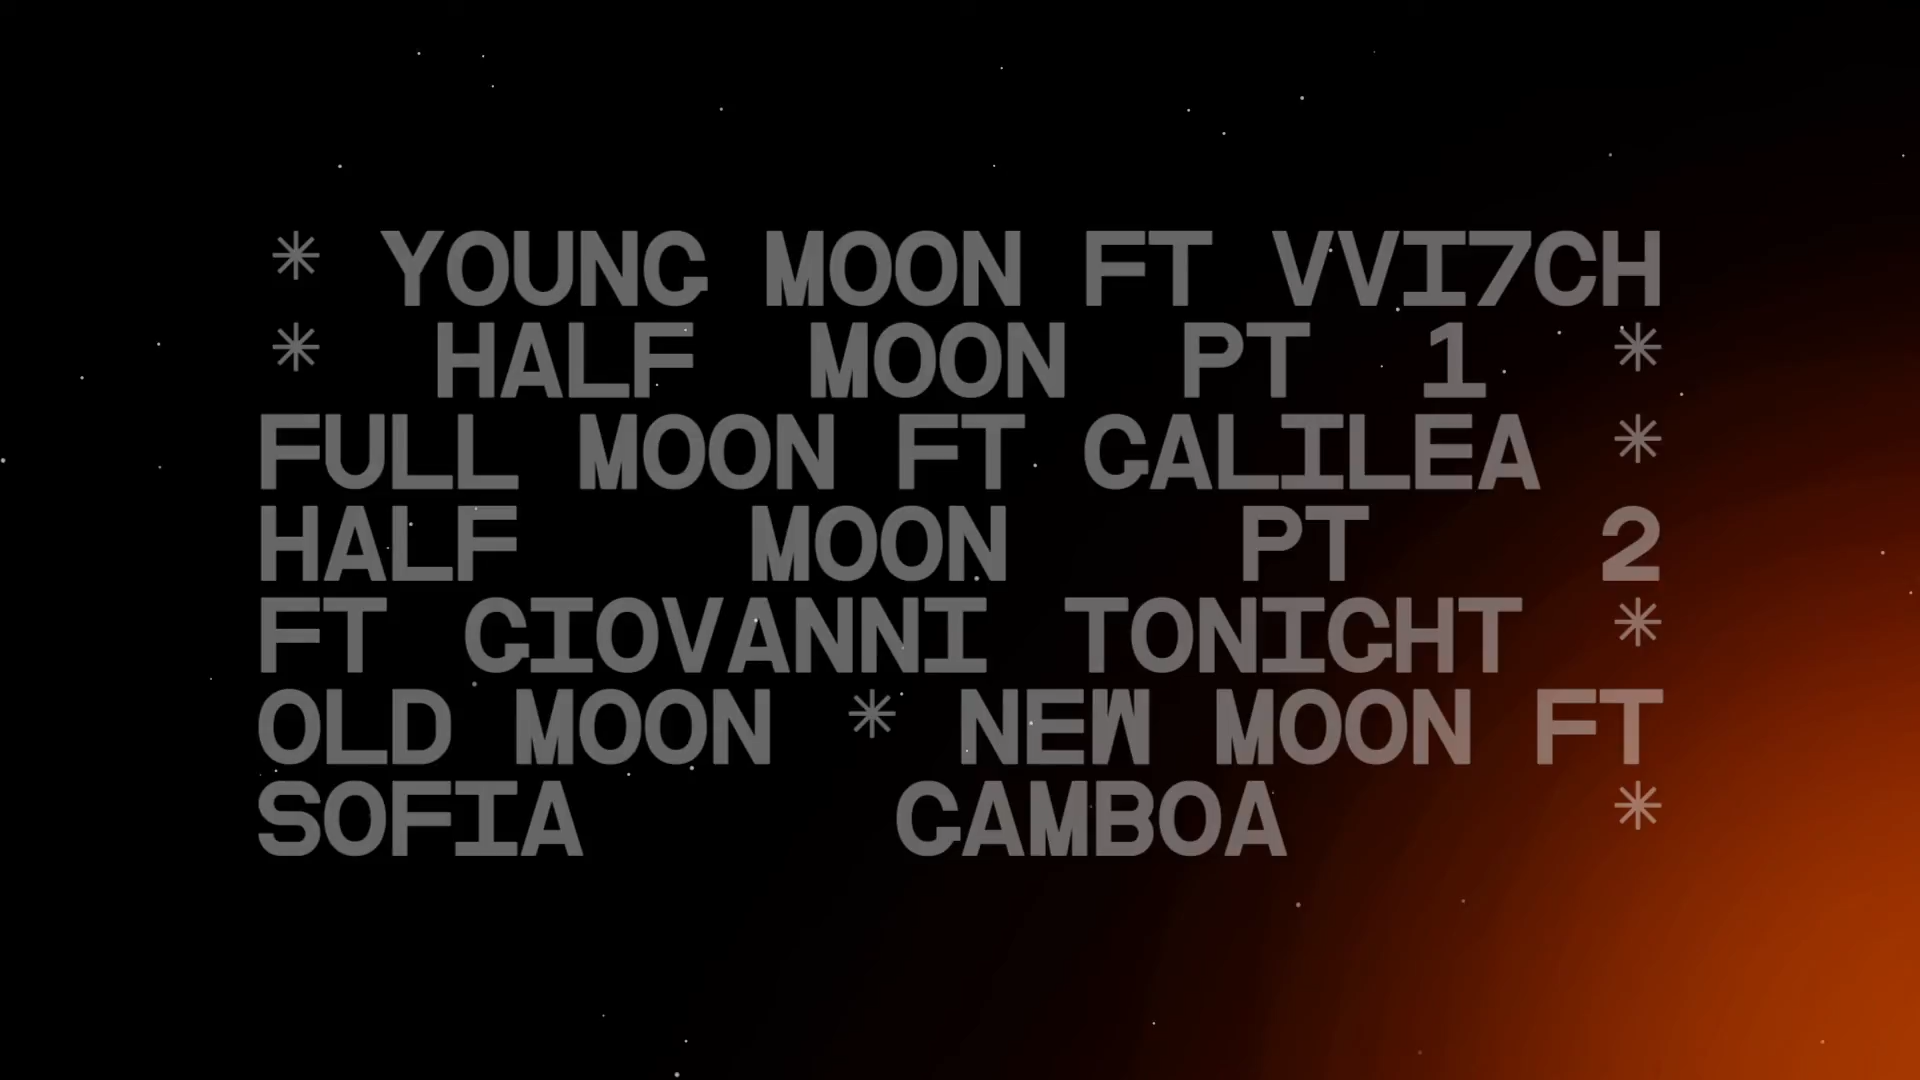 * YOUNG MOON FT VVI7CH
* HALF MOON PT 1 *
FULL MOON FT GALILEA *
HALF MOON PT 2
FT GIOVANNI TONIGHT *
OLD MOON * NEW MOON FT
SOFIA GAMBOA *